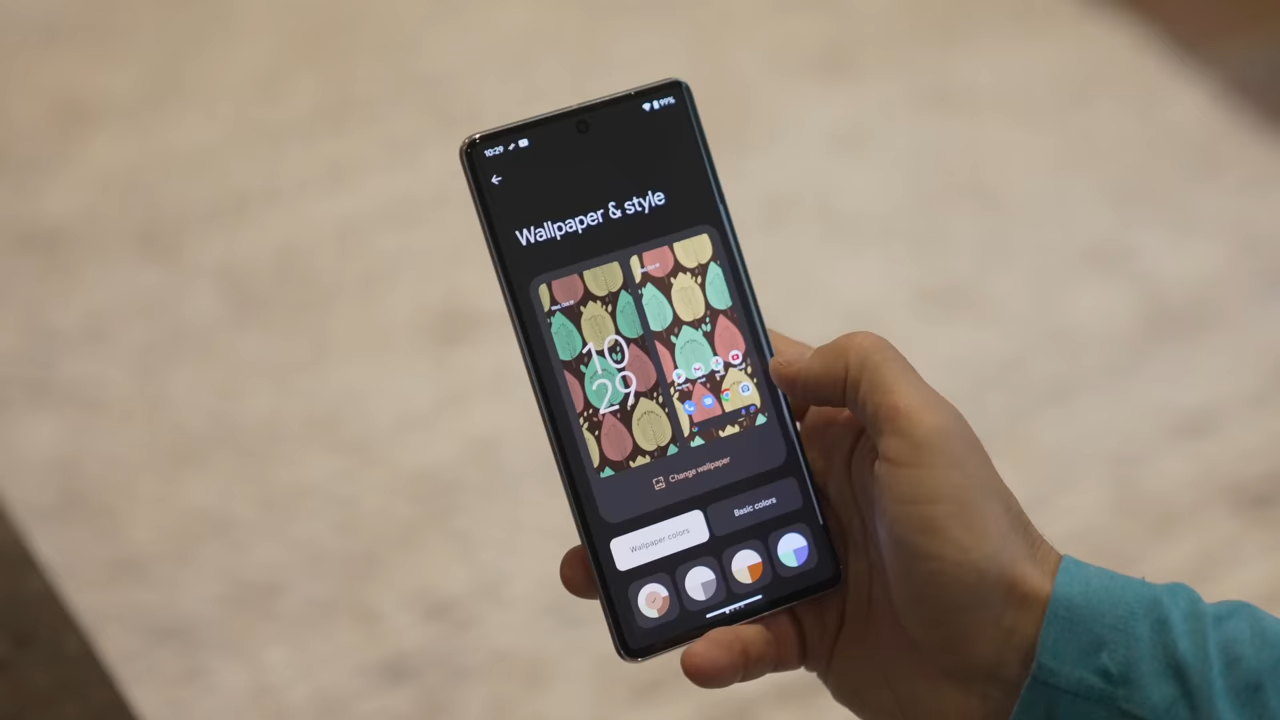 99%
10:29
Wallpaper & style
10
29
Change wallpaper
Wallpaper colors
Basic colors